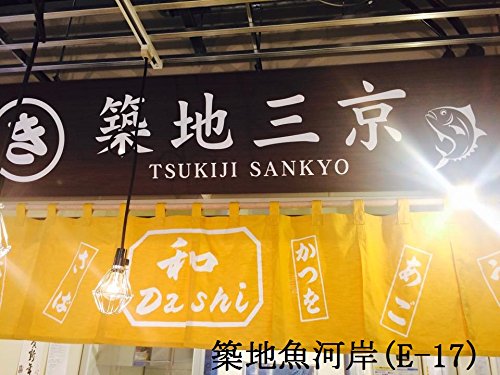 き 築地三京
TSUKIJI SANKYO
さば
和
Dashi
かつを
あご
築地魚河岸(E-17)